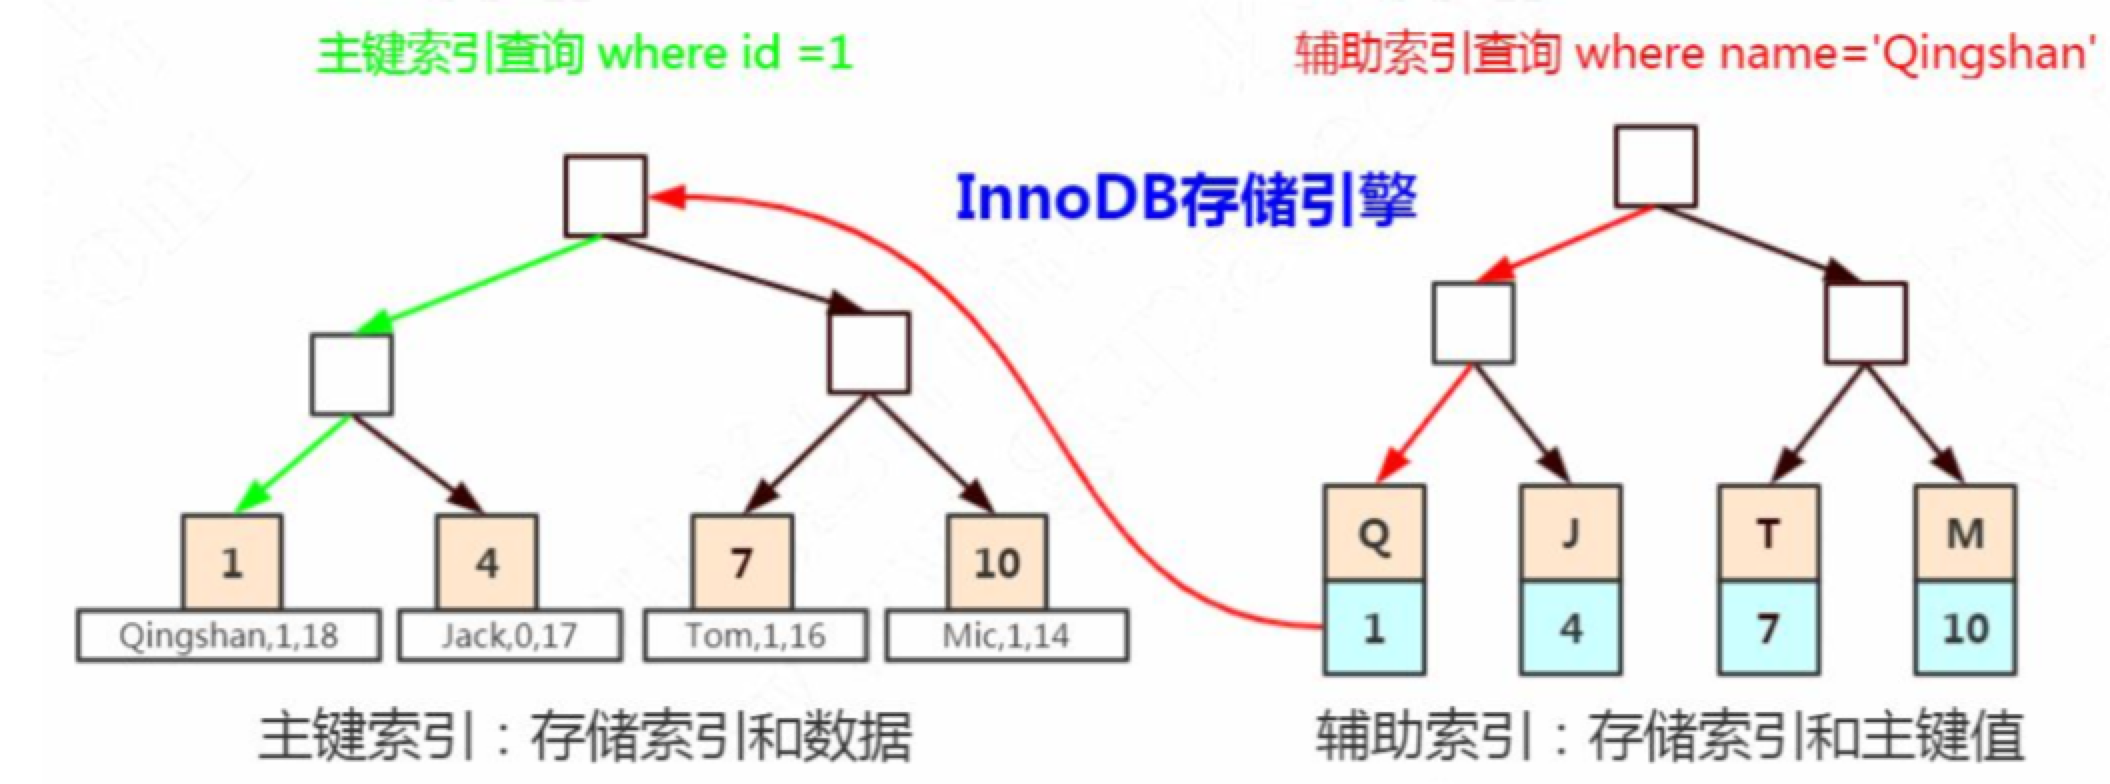 主键索引查询 where id =1
辅助索引查询 where name='Qingshan'
InnoDB存储引擎
1
4
7
10
Qingshan,1,18
Jack,0,17
Tom,1,16
Mic,1,14
Q
J
T
M
1
4
7
10
主键索引：存储索引和数据
辅助索引：存储索引和主键值